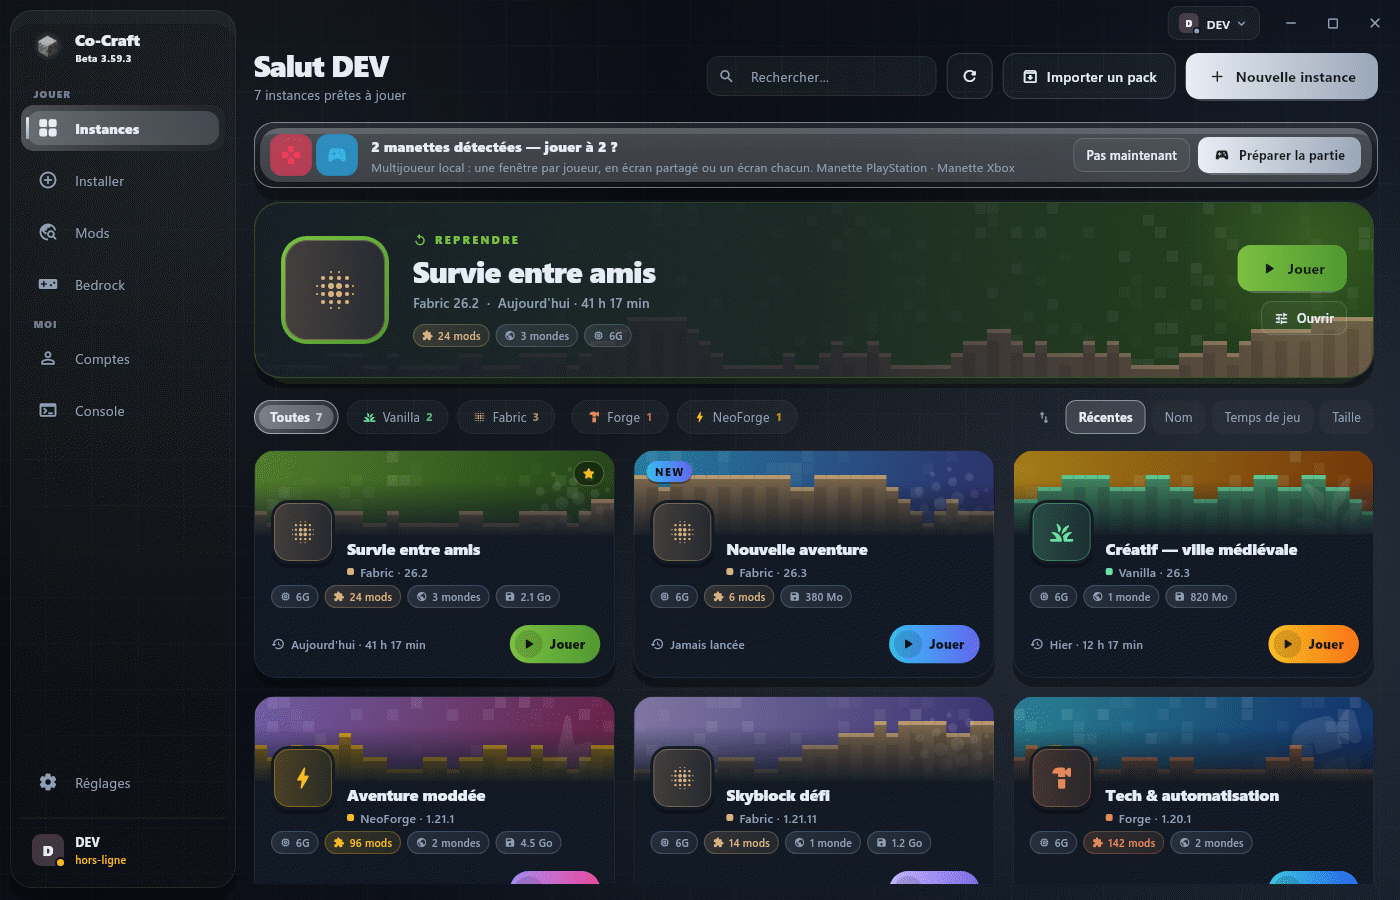 Co-Craft
Beta 3.59.3
JOUER
Instances
Installer
Mods
Bedrock
MOI
Comptes
Console
Réglages
D
DEV
hors-ligne
D DEV
Salut DEV
7 instances prêtes à jouer
Rechercher...
Importer un pack
Nouvelle instance
2 manettes détectées — jouer à 2 ?
Multijoueur local : une fenêtre par joueur, en écran partagé ou un écran chacun. Manette PlayStation · Manette Xbox
Pas maintenant
Préparer la partie
REPRENDRE
Survie entre amis
Fabric 26.2 · Aujourd'hui · 41 h 17 min
24 mods 3 mondes 6G
Jouer
Ouvrir
Toutes 7 Vanilla 2 Fabric 3 Forge 1 NeoForge 1
Récentes Nom Temps de jeu Taille
Survie entre amis
Fabric · 26.2
6G 24 mods 3 mondes 2.1 Go
Aujourd'hui · 41 h 17 min
Jouer
NEW
Nouvelle aventure
Fabric · 26.3
6G 6 mods 380 Mo
Jamais lancée
Jouer
Créatif — ville médiévale
Vanilla · 26.3
6G 1 monde 820 Mo
Hier · 12 h 17 min
Jouer
Aventure moddée
NeoForge · 1.21.1
6G 96 mods 2 mondes 4.5 Go
Skyblock défi
Fabric · 1.21.11
6G 14 mods 1 monde 1.2 Go
Tech & automatisation
Forge · 1.20.1
6G 142 mods 2 mondes